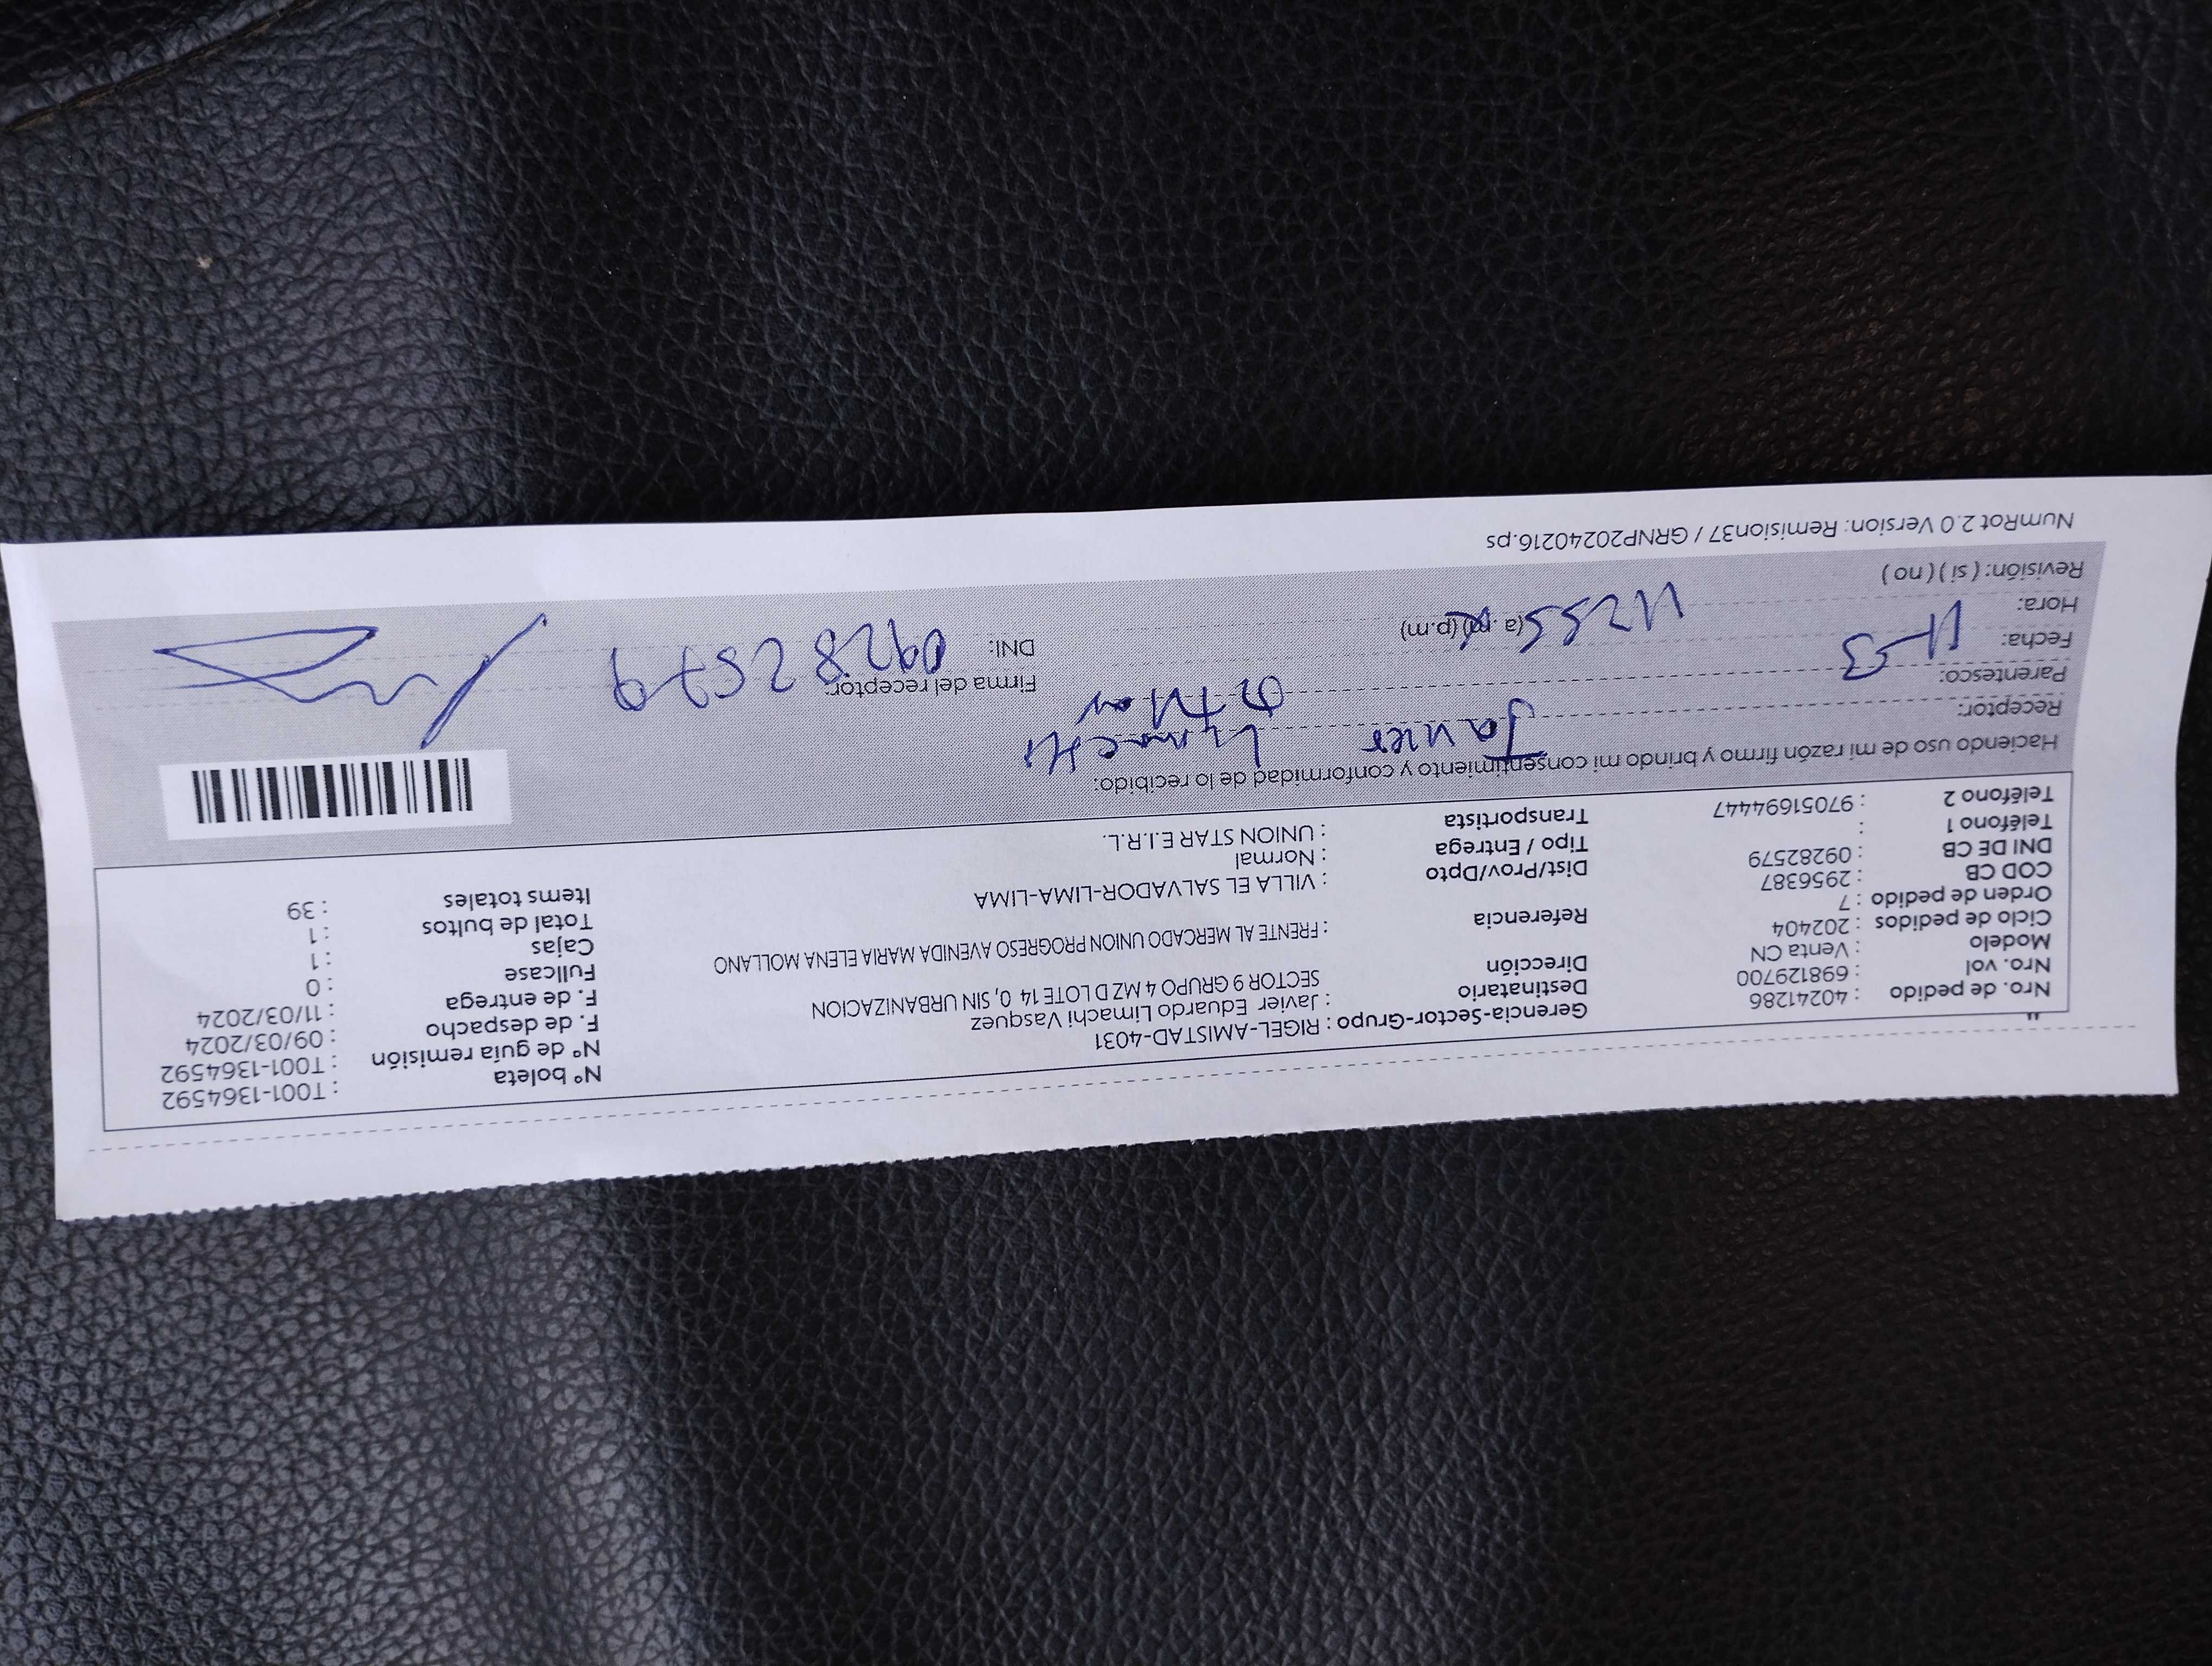 Nro. de pedido : 40241286
Nro. vol : 698129700
Modelo : Venta CN
Ciclo de pedidos : 202404
Orden de pedido : 7
COD CB : 2956387
DNI DE CB : 09282579
Teléfono 1 :
Teléfono 2 : 97051694447
Gerencia-Sector-Grupo : RIGEL-AMISTAD-4031
Destinatario : Javier Eduardo Limachi Vasquez
Dirección SECTOR 9 GRUPO 4 MZ D LOTE 14 0, SIN URBANIZACION
Referencia : FRENTE AL MERCADO UNION PROGRESO AVENIDA MARIA ELENA MOLLANO
Dist/Prov/Dpto : VILLA EL SALVADOR-LIMA-LIMA
Tipo / Entrega : Normal
Transportista : UNION STAR E.I.R.L.
N° boleta : T001-1364592
N° de guía remisión : T001-1364592
F. de despacho : 09/03/2024
F. de entrega : 11/03/2024
Fullcase : 0
Cajas : 1
Total de bultos : 1
Items totales : 39
Haciendo uso de mi razón firmo y brindo mi consentimiento y conformidad de lo recibido:
Receptor: Javier Limachi
Parentesco: Titular
Fecha: 11-03
Hora: (a.m) (p.m)
Revisión: ( si ) ( no )
Firma del receptor:
DNI: 09282579
NumRot 2.0 Version: Remision37 / GRNP20240216.ps